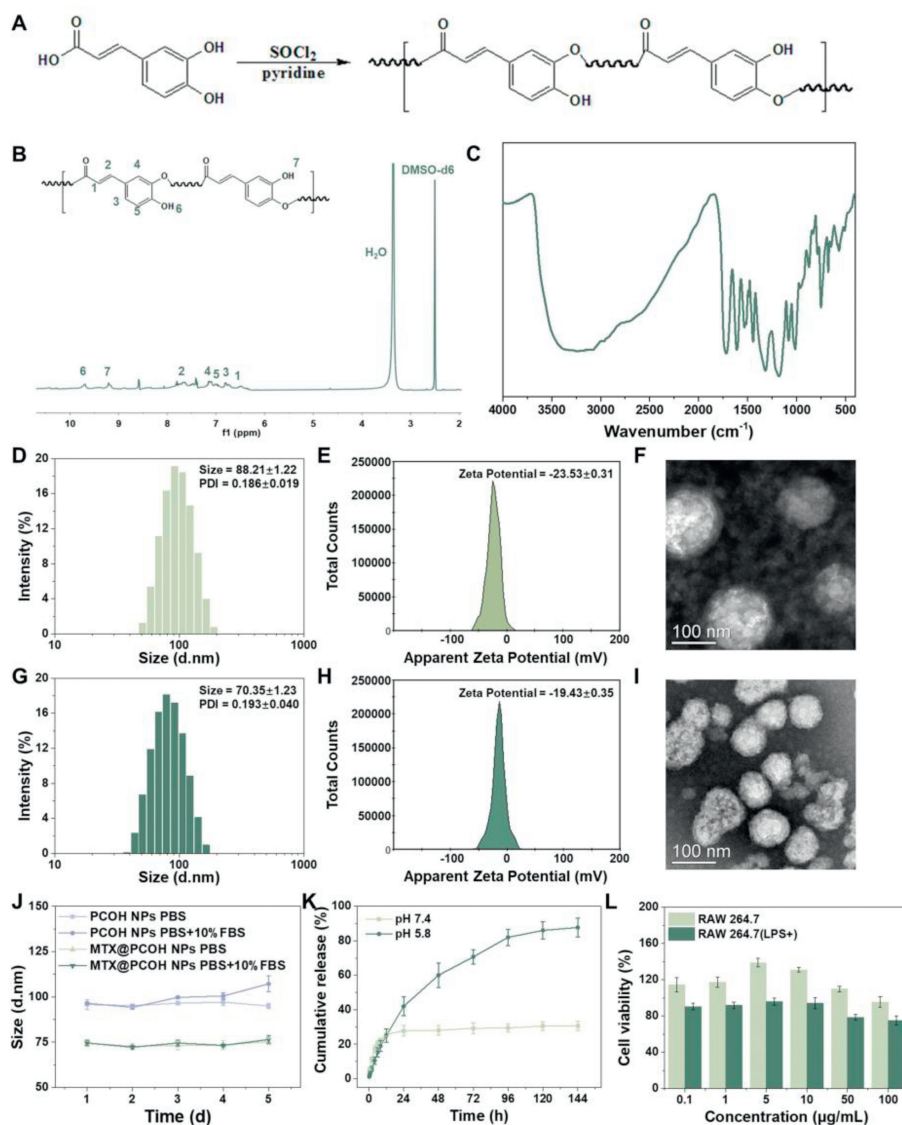 A
O
HO
OH
OH
SOCl2
pyridine
O
O
OH
O
OH
O
B
O
2
4
O
1
3
5
OH
6
O
7
OH
O
DMSO-d6
H2O
6
7
2
4
5
3
1
10 9 8 7 6 5 4 3 2
f1 (ppm)
C
4000 3500 3000 2500 2000 1500 1000 500
Wavenumber (cm-1)
D
Size = 88.21±1.22
PDI = 0.186±0.019
Intensity (%)
20
16
12
8
4
0
10 100 1000
Size (d.nm)
E
Zeta Potential = -23.53±0.31
Total Counts
250000
200000
150000
100000
50000
0
-60 0 100 200
Apparent Zeta Potential (mV)
F
100 nm
G
Size = 70.35±1.23
PDI = 0.193±0.040
Intensity (%)
20
16
12
8
4
0
10 100 1000
Size (d.nm)
H
Zeta Potential = -19.43±0.35
Total Counts
250000
200000
150000
100000
50000
0
-60 0 100 200
Apparent Zeta Potential (mV)
I
100 nm
J
PCOH NPs PBS
PCOH NPs PBS+10% FBS
MTX@PCOH NPs PBS
MTX@PCOH NPs PBS+10% FBS
Size (d.nm)
150
125
100
75
50
1 2 3 4 5
Time (d)
K
pH 7.4
pH 5.8
Cumulative release (%)
100
80
60
40
20
0
0 24 48 72 96 120 144
Time (h)
L
RAW 264.7
RAW 264.7(LPS+)
Cell viability (%)
200
160
120
80
40
0
0.1 1 5 10 50 100
Concentration (μg/mL)